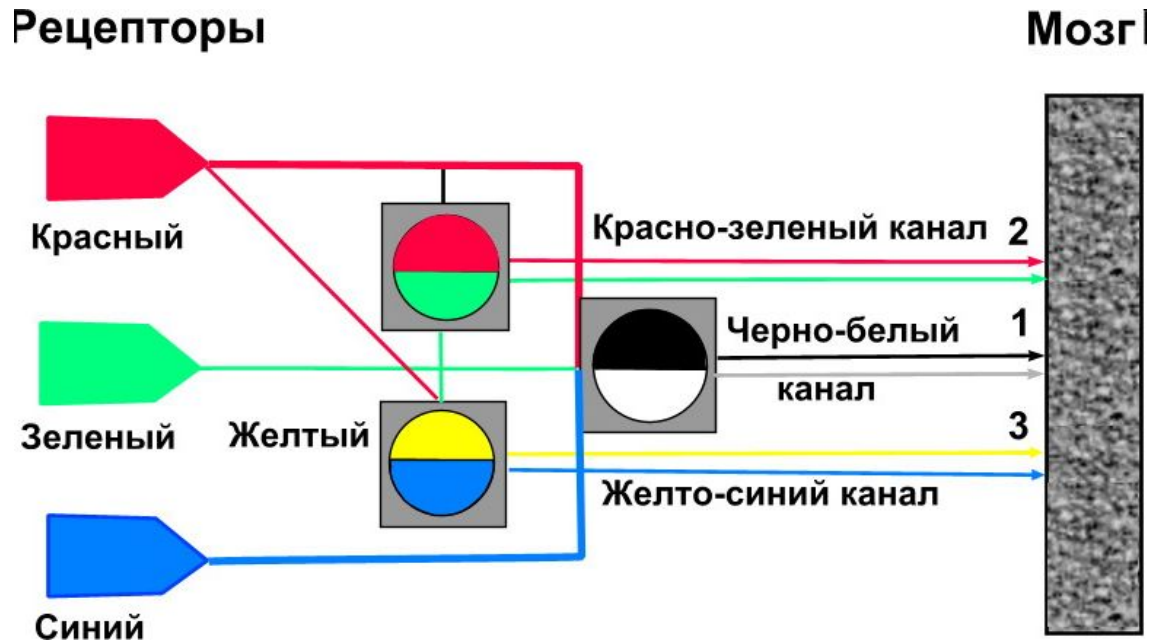 Рецепторы
Мозг
Красный
Красно-зеленый канал 2
Черно-белый 1
канал
Зеленый
Желтый
3
Желто-синий канал
Синий